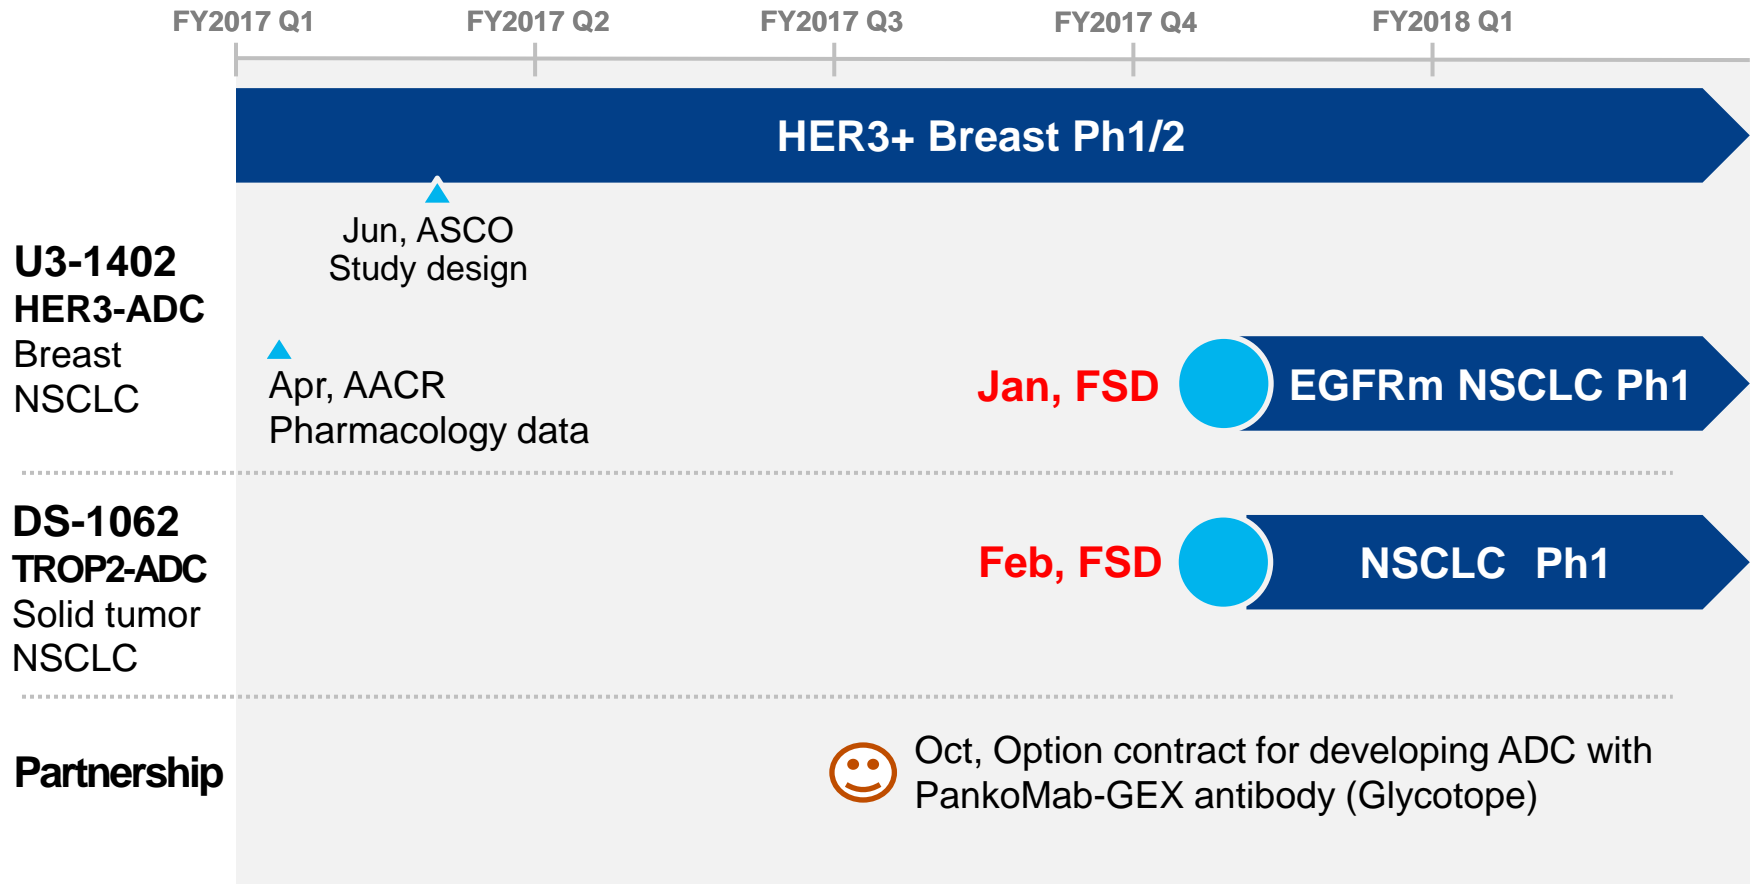 FY2017 Q1
FY2017 Q2
FY2017 Q3
FY2017 Q4
FY2018 Q1
HER3+ Breast Ph1/2
Jun, ASCO
Study design
U3-1402
HER3-ADC
Breast
NSCLC
Apr, AACR
Pharmacology data
Jan, FSD
EGFRm NSCLC Ph1
DS-1062
TROP2-ADC
Solid tumor
NSCLC
Feb, FSD
NSCLC Ph1
Partnership
Oct, Option contract for developing ADC with
PankoMab-GEX antibody (Glycotope)